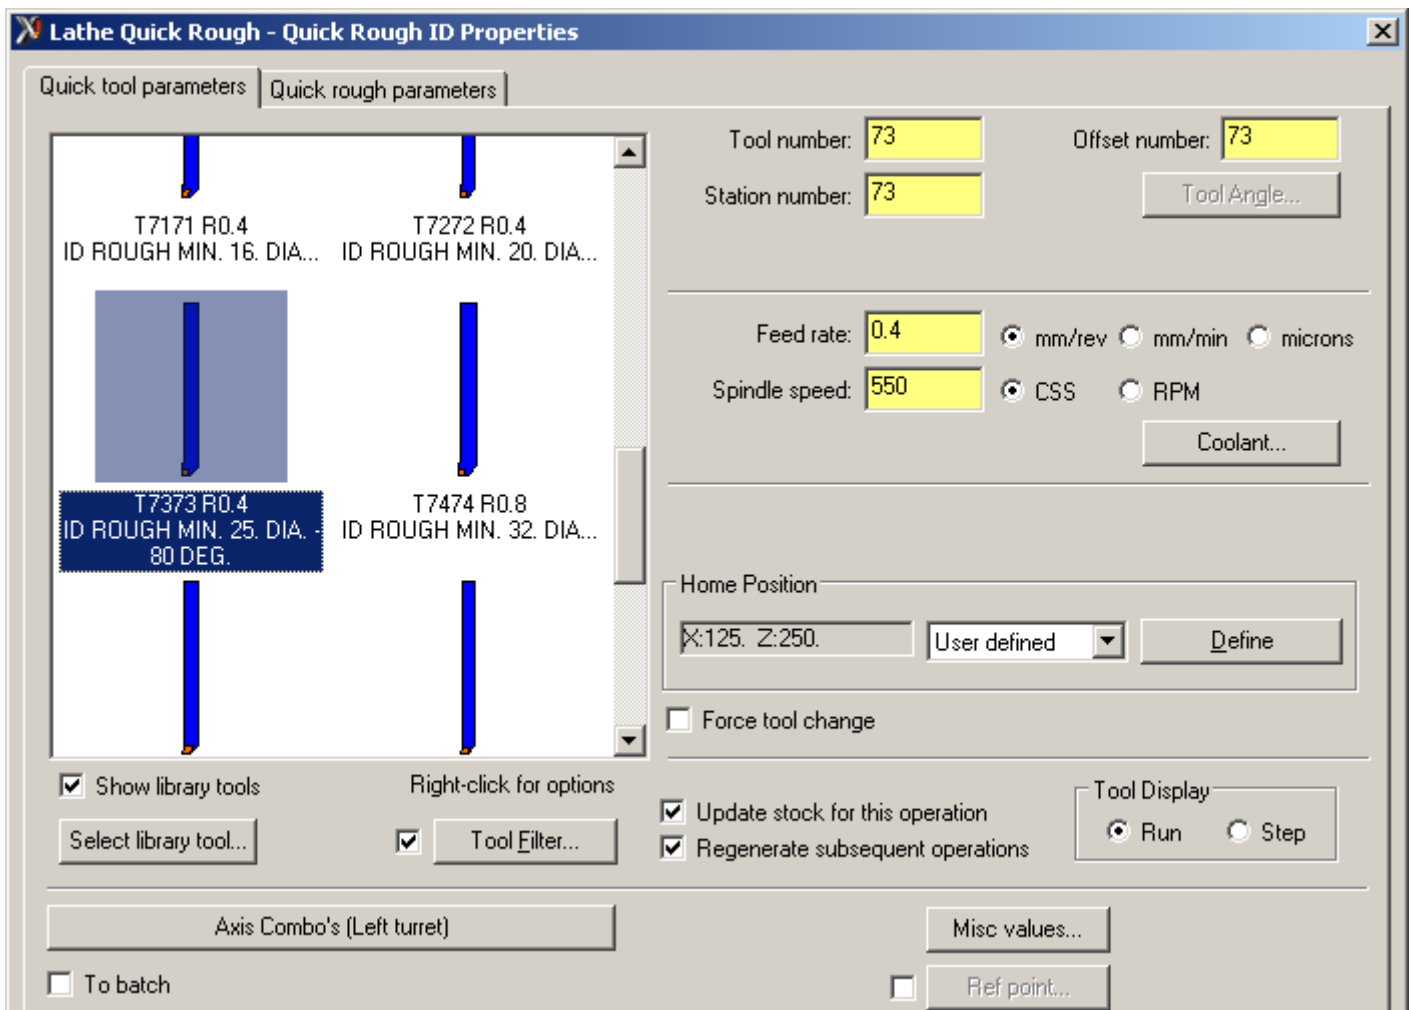 Lathe Quick Rough - Quick Rough ID Properties
Quick tool parameters
Quick rough parameters
T7171 R0.4
ID ROUGH MIN. 16. DIA...
T7272 R0.4
ID ROUGH MIN. 20. DIA...
T7373 R0.4
ID ROUGH MIN. 25. DIA. -
80 DEG.
T7474 R0.8
ID ROUGH MIN. 32. DIA...
Show library tools
Right-click for options
Select library tool...
Tool Filter...
Tool number: 73
Offset number: 73
Station number: 73
Tool Angle...
Feed rate: 0.4 mm/rev mm/min microns
Spindle speed: 550 CSS RPM
Coolant...
Home Position
X:125. Z:250. User defined Define
Force tool change
Update stock for this operation
Regenerate subsequent operations
Tool Display
Run Step
Axis Combo's (Left turret)
Misc values...
To batch
Ref point...